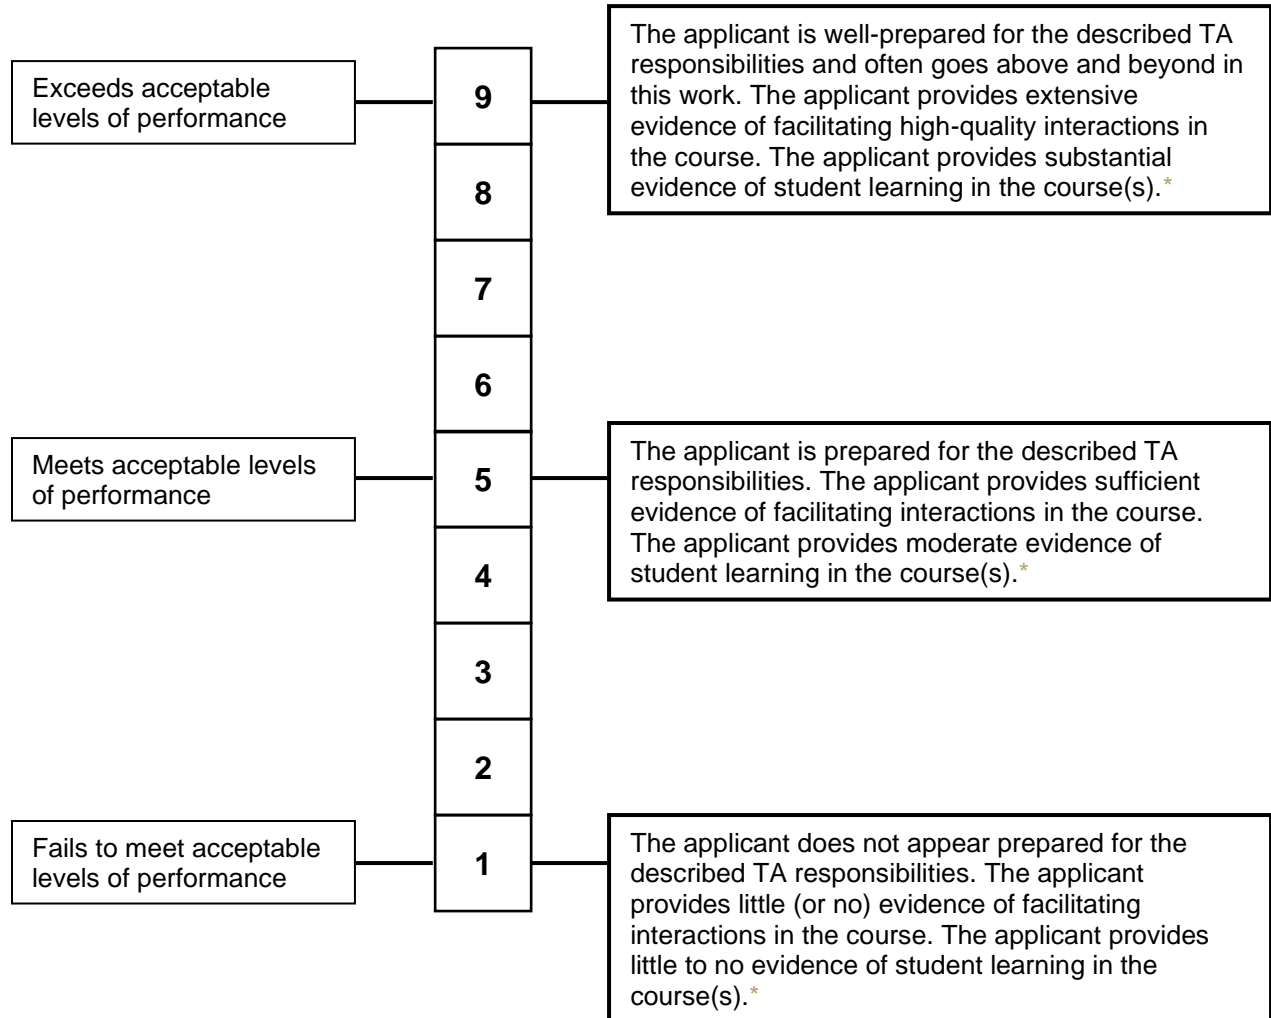 Exceeds acceptable
levels of performance
9
The applicant is well-prepared for the described TA
responsibilities and often goes above and beyond in
this work. The applicant provides extensive
evidence of facilitating high-quality interactions in
the course. The applicant provides substantial
evidence of student learning in the course(s).*
8
7
6
Meets acceptable levels
of performance
5
The applicant is prepared for the described TA
responsibilities. The applicant provides sufficient
evidence of facilitating interactions in the course.
The applicant provides moderate evidence of
student learning in the course(s).*
4
3
2
Fails to meet acceptable
levels of performance
1
The applicant does not appear prepared for the
described TA responsibilities. The applicant
provides little (or no) evidence of facilitating
interactions in the course. The applicant provides
little to no evidence of student learning in the
course(s).*